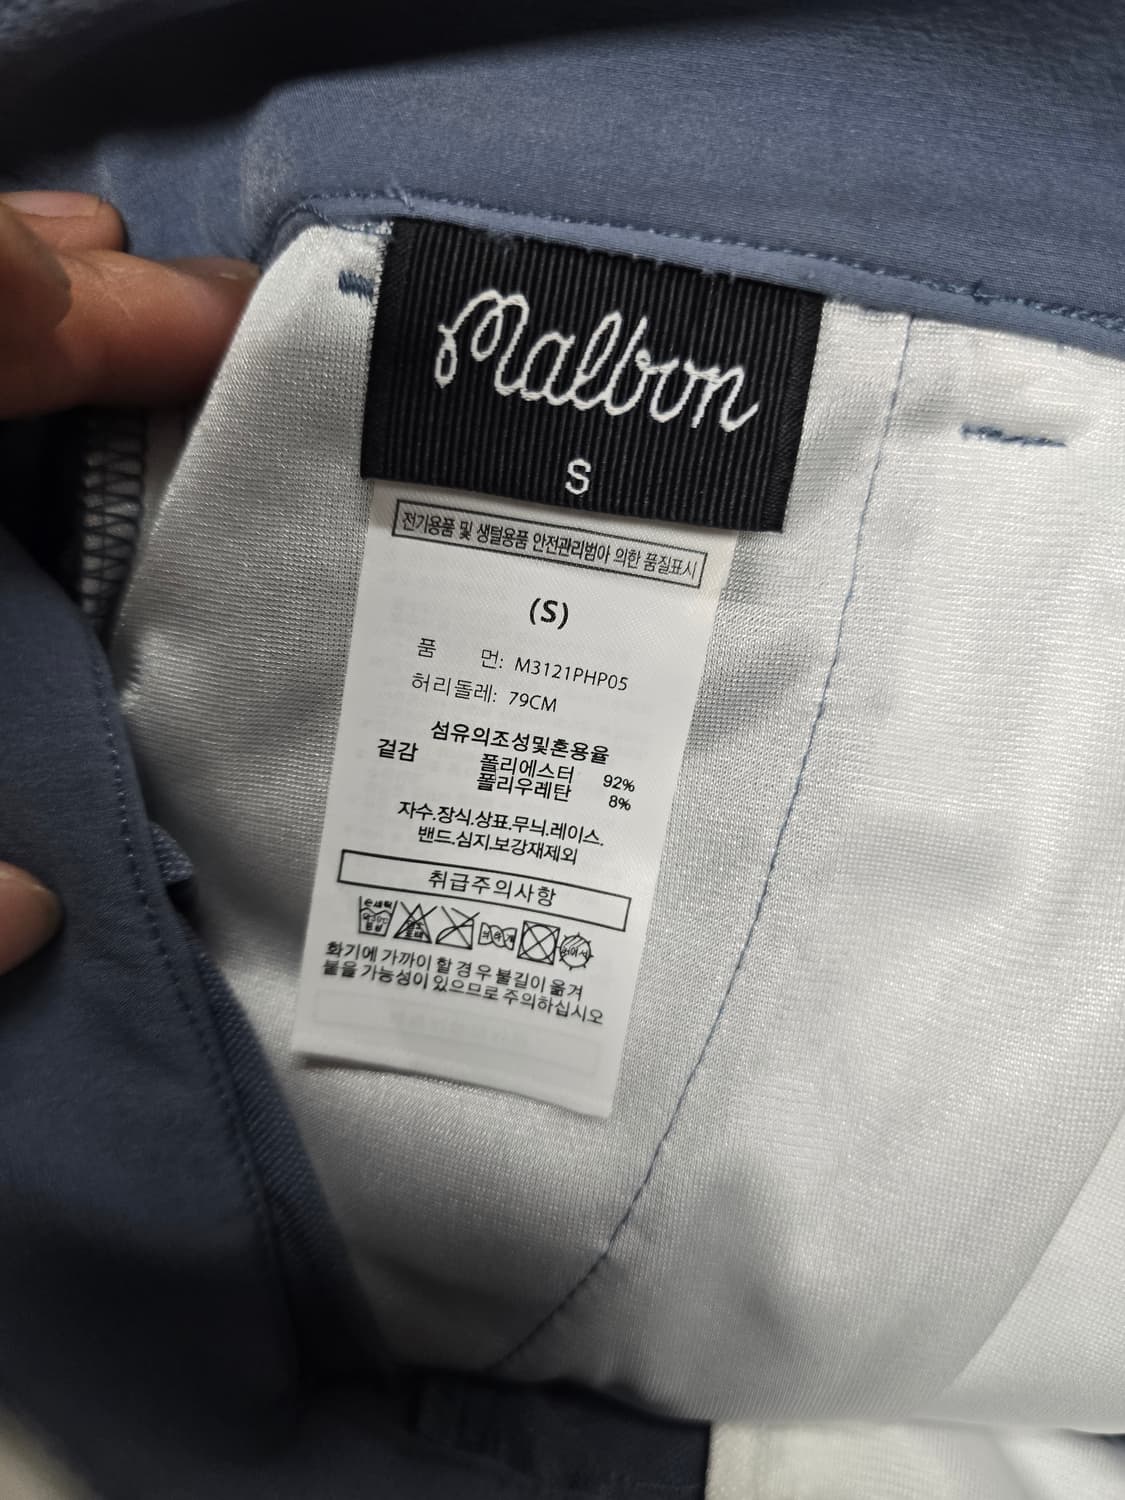 Malbon
S
전기용품 및 생털용품 안전관리범아 의한 품질표시
(S)
품 먼: M3121PHP05
허리돌레: 79CM
섬유의조성및혼용율
겉감 폴리에스터 92%
폴리우레탄 8%
자수.장식.상표.무늬.레이스.
밴드.심지.보강재제외
취급주의사항
화기에 가까이 할 경우 불길이 옮겨
붙을 가능성이 있으므로 주의하십시오